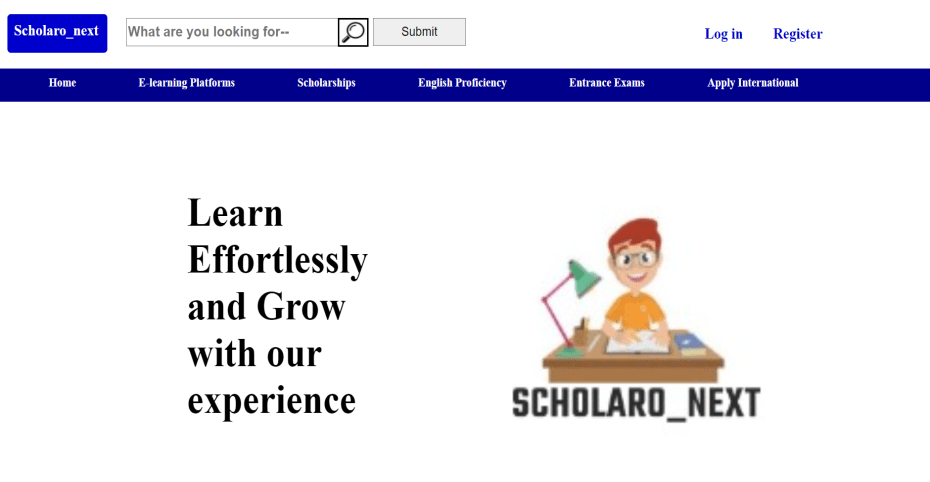 Scholaro_next
What are you looking for--
Submit
Log in
Register
Home
E-learning Platforms
Scholarships
English Proficiency
Entrance Exams
Apply International
Learn
Effortlessly
and Grow
with our
experience
SCHOLARO_NEXT